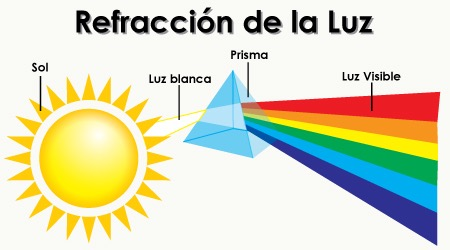 Refracción de la Luz
Prisma
Sol
Luz blanca
Luz Visible